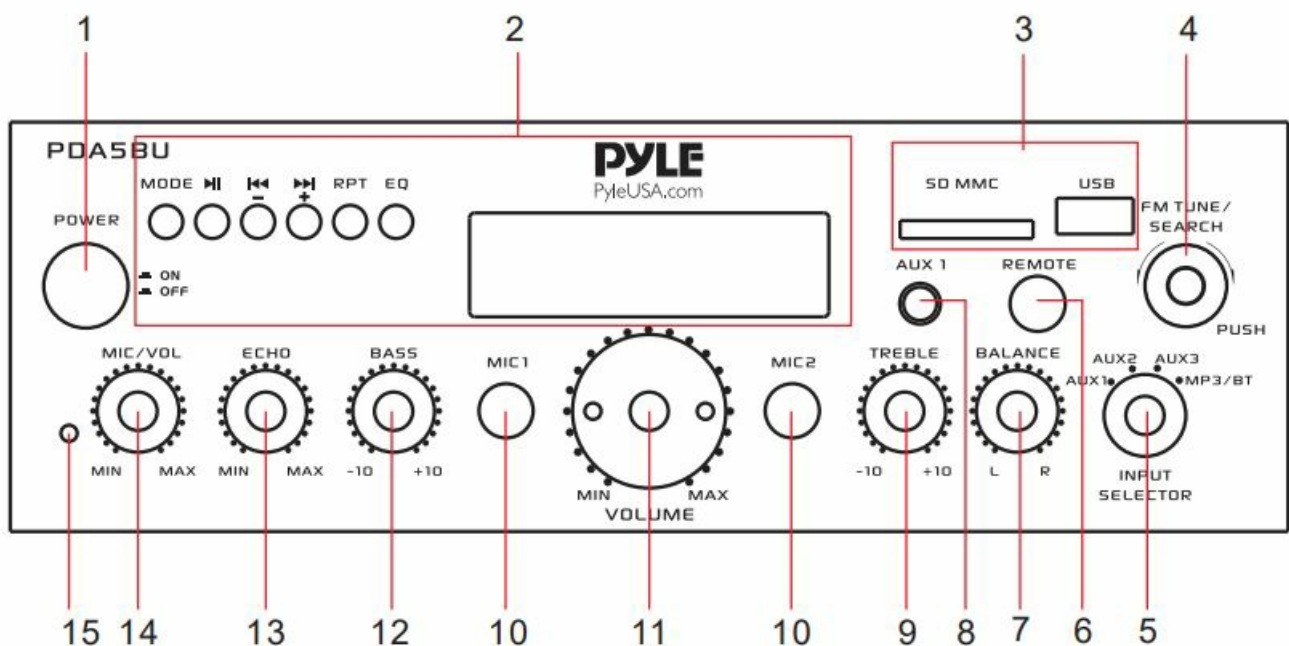 1 2 3 4
PDA5BU
PYLE
PyleUSA.com
MODE RPT EQ
- +
POWER
ON
OFF
SD MMC USB
FM TUNE/
SEARCH
PUSH
AUX 1 REMOTE
MIC/VOL ECHO BASS MIC1 MIC2 TREBLE BALANCE
AUX1 AUX2 AUX3 MP3/BT
MIN MAX MIN MAX -10 +10 MIN MAX -10 +10 L R
VOLUME
INPUT
SELECTOR
15 14 13 12 10 11 10 9 8 7 6 5